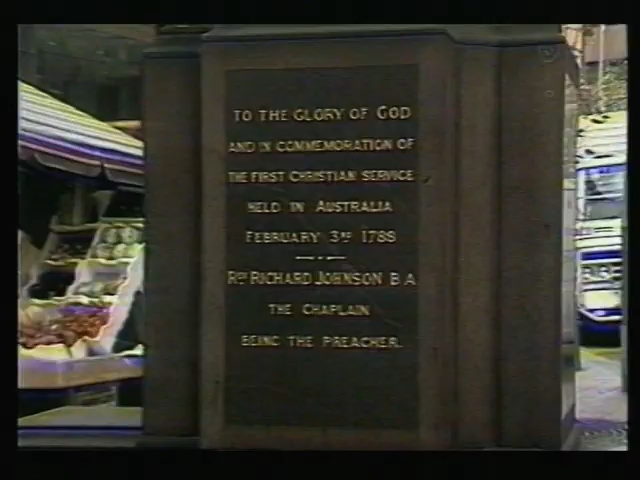 TO THE GLORY OF GOD
AND IN COMMEMORATION OF
THE FIRST CHRISTIAN SERVICE
HELD IN AUSTRALIA
FEBRUARY 3RD 1788
REV RICHARD JOHNSON B A
THE CHAPLAIN
BEING THE PREACHER.